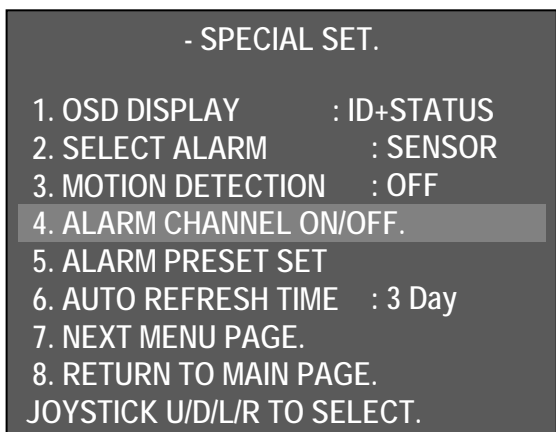 - SPECIAL SET.
1. OSD DISPLAY : ID+STATUS
2. SELECT ALARM : SENSOR
3. MOTION DETECTION : OFF
4. ALARM CHANNEL ON/OFF.
5. ALARM PRESET SET
6. AUTO REFRESH TIME : 3 Day
7. NEXT MENU PAGE.
8. RETURN TO MAIN PAGE.
JOYSTICK U/D/L/R TO SELECT.